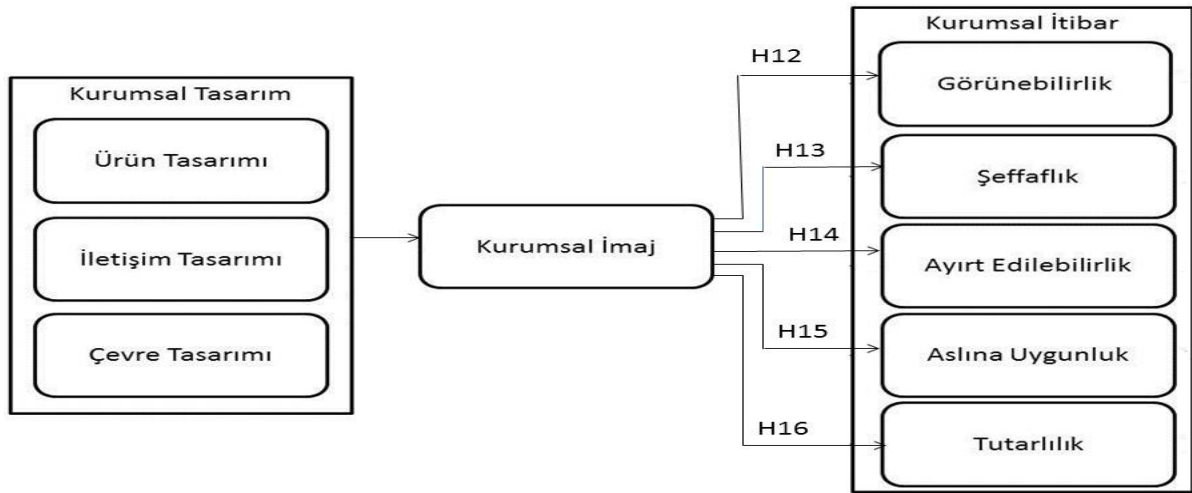 Kurumsal Tasarım
Ürün Tasarımı
İletişim Tasarımı
Çevre Tasarımı
Kurumsal İmaj
H12
H13
H14
H15
H16
Kurumsal İtibar
Görünebilirlik
Şeffaflık
Ayırt Edilebilirlik
Aslına Uygunluk
Tutarlılık